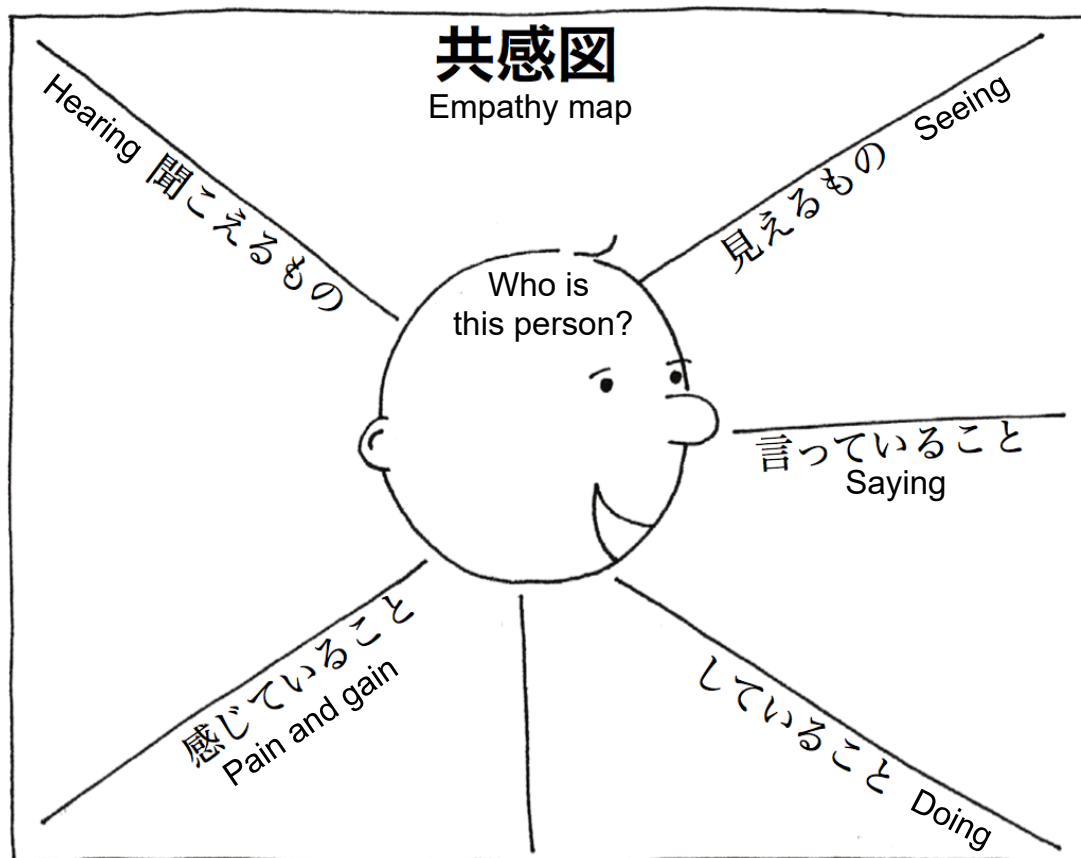 共感図
Empathy map
Hearing 聞こえるもの
見えるもの Seeing
Who is
this person?
言っていること
Saying
感じていること
Pain and gain
していること Doing